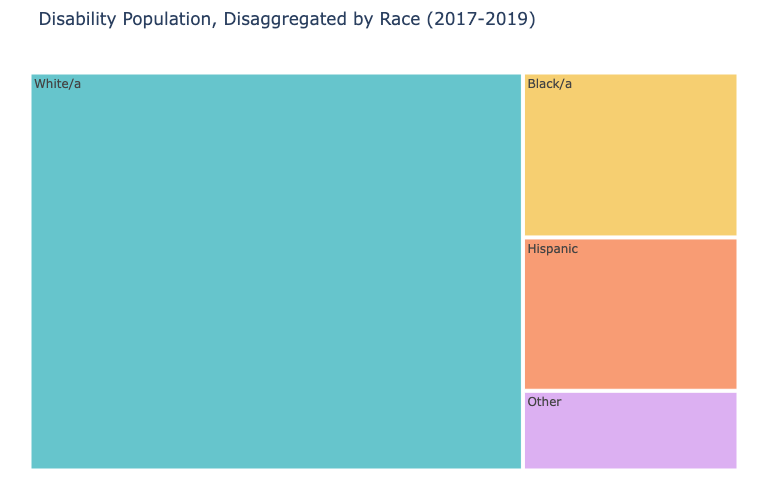 Disability Population, Disaggregated by Race (2017-2019)
White/a
Black/a
Hispanic
Other